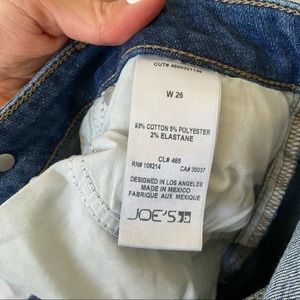 W 26
93% COTTON 5% POLYESTER
2% ELASTANE
CL# 485
RN# 106214 CA# 35037
DESIGNED IN LOS ANGELES
MADE IN MEXICO
FABRIQUE AUX MEXIQUE
JOE'S